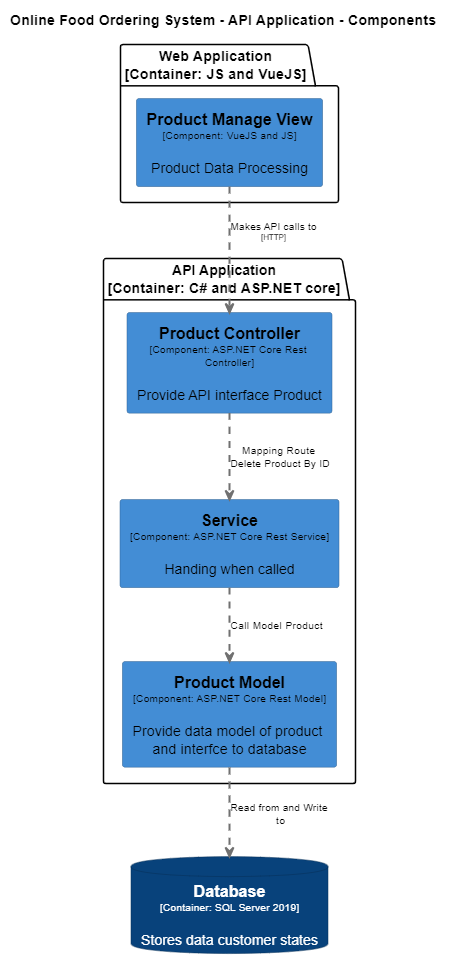 Online Food Ordering System - API Application - Components
Web Application
[Container: JS and VueJS]
Product Manage View
[Component: VueJS and JS]
Product Data Processing
Makes API calls to
[HTTP]
API Application
[Container: C# and ASP.NET core]
Product Controller
[Component: ASP.NET Core Rest
Controller]
Provide API interface Product
Mapping Route
Delete Product By ID
Service
[Component: ASP.NET Core Rest Service]
Handing when called
Call Model Product
Product Model
[Component: ASP.NET Core Rest Model]
Provide data model of product
and interfce to database
Read from and Write
to
Database
[Container: SQL Server 2019]
Stores data customer states